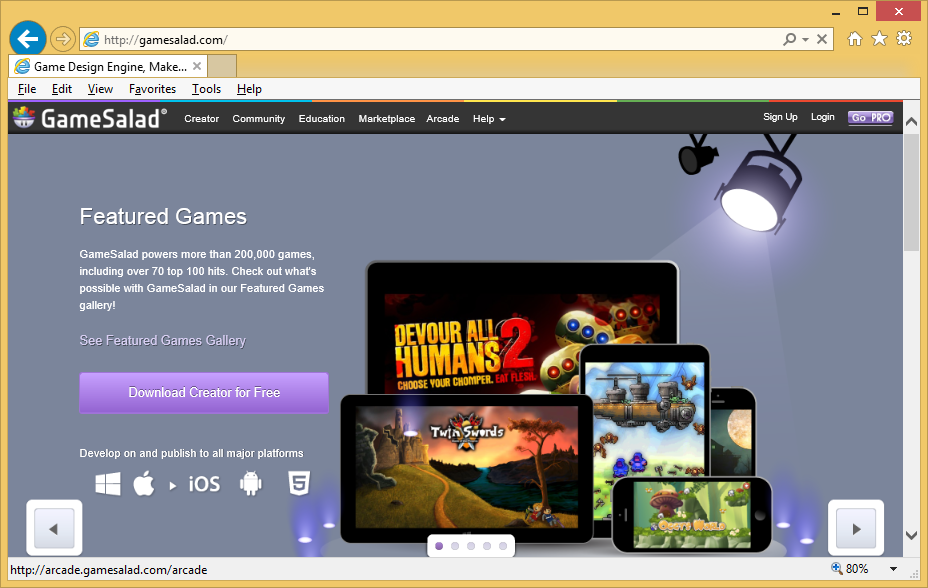 http://gamesalad.com/
Game Design Engine, Make...
File Edit View Favorites Tools Help
GameSalad® Creator Community Education Marketplace Arcade Help Sign Up Login Go PRO
Featured Games
GameSalad powers more than 200,000 games,
including over 70 top 100 hits. Check out what's
possible with GameSalad in our Featured Games
gallery!
See Featured Games Gallery
Download Creator for Free
Develop on and publish to all major platforms
iOS
5
DEVOUR ALL
HUMANS 2
CHOOSE YOUR CHOMPER. EAT FLESH.
Twin Swords
World
http://arcade.gamesalad.com/arcade
80%